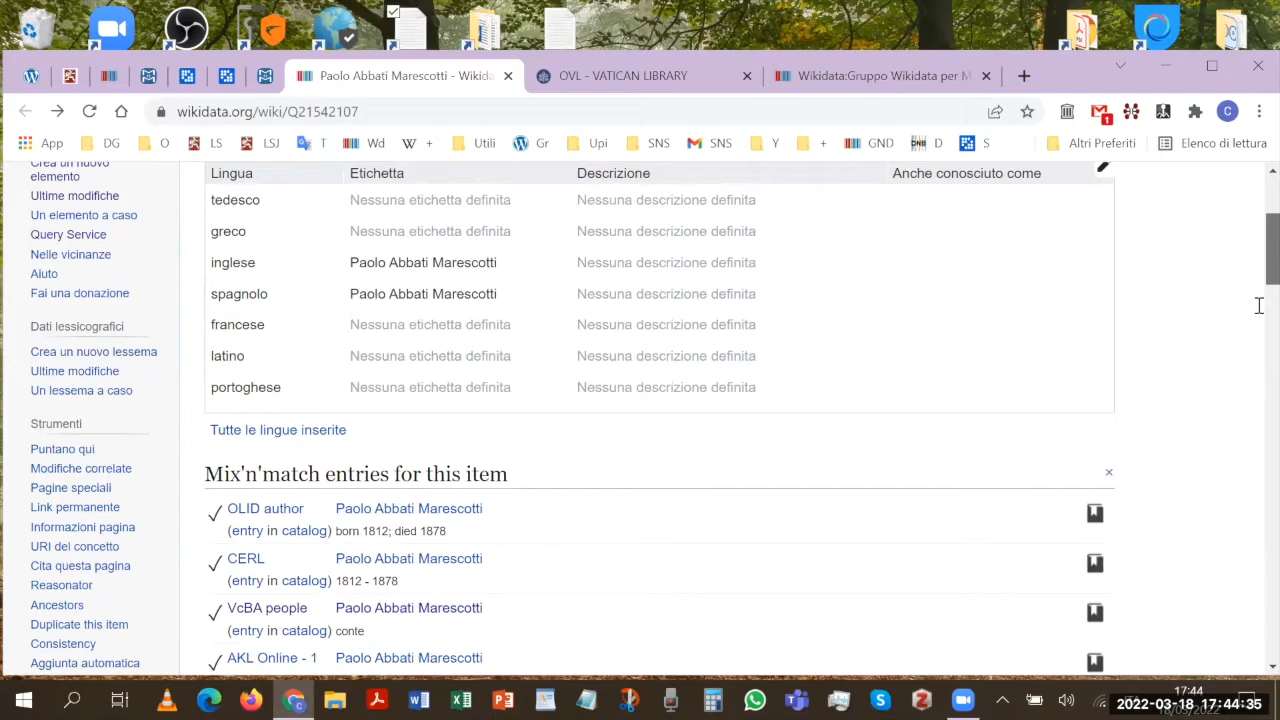 Paolo Abbati Marescotti - Wikida
OVL - VATICAN LIBRARY
Wikidata:Gruppo Wikidata per M
wikidata.org/wiki/Q21542107
1
C
App
DG
O
LS
LSJ
T
Wd
W +
Utili
Gr
Upi
SNS
SNS
Y
+
GND
D
S
Altri Preferiti
Elenco di lettura
Crea un nuovo
elemento
Ultime modifiche
Un elemento a caso
Query Service
Nelle vicinanze
Aiuto
Fai una donazione
Dati lessicografici
Crea un nuovo lessema
Ultime modifiche
Un lessema a caso
Strumenti
Puntano qui
Modifiche correlate
Pagine speciali
Link permanente
Informazioni pagina
URI del concetto
Cita questa pagina
Reasonator
Ancestors
Duplicate this item
Consistency
Aggiunta automatica
Lingua Etichetta Descrizione Anche conosciuto come
tedesco Nessuna etichetta definita Nessuna descrizione definita
greco Nessuna etichetta definita Nessuna descrizione definita
inglese Paolo Abbati Marescotti Nessuna descrizione definita
spagnolo Paolo Abbati Marescotti Nessuna descrizione definita
francese Nessuna etichetta definita Nessuna descrizione definita
latino Nessuna etichetta definita Nessuna descrizione definita
portoghese Nessuna etichetta definita Nessuna descrizione definita
Tutte le lingue inserite
Mix'n'match entries for this item
OLID author Paolo Abbati Marescotti
(entry in catalog) born 1812; died 1878
CERL Paolo Abbati Marescotti
(entry in catalog) 1812 - 1878
VcBA people Paolo Abbati Marescotti
(entry in catalog) conte
AKL Online - 1 Paolo Abbati Marescotti
17:44
2022-03-18 17:44:35